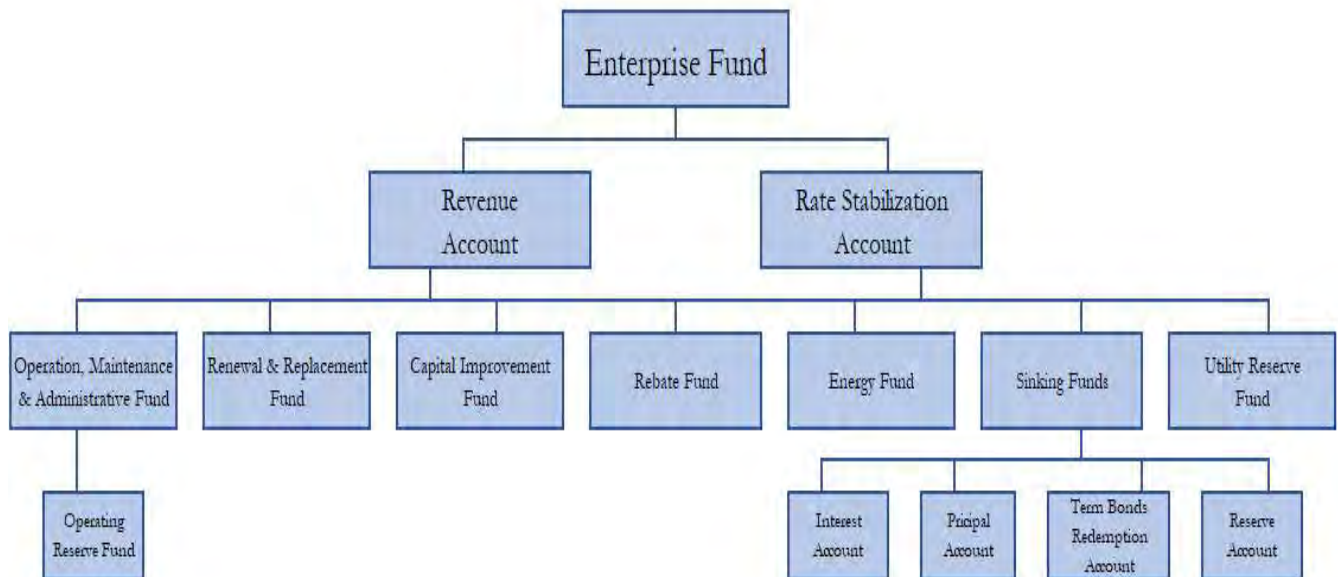 Enterprise Fund
Revenue
Account
Rate Stabilization
Account
Operation, Maintenance
& Administrative Fund
Renewal & Replacement
Fund
Capital Improvement
Fund
Rebate Fund
Energy Fund
Sinking Funds
Utility Reserve
Fund
Operating
Reserve Fund
Interest
Account
Pricipal
Account
Term Bonds
Redemption
Account
Reserve
Account